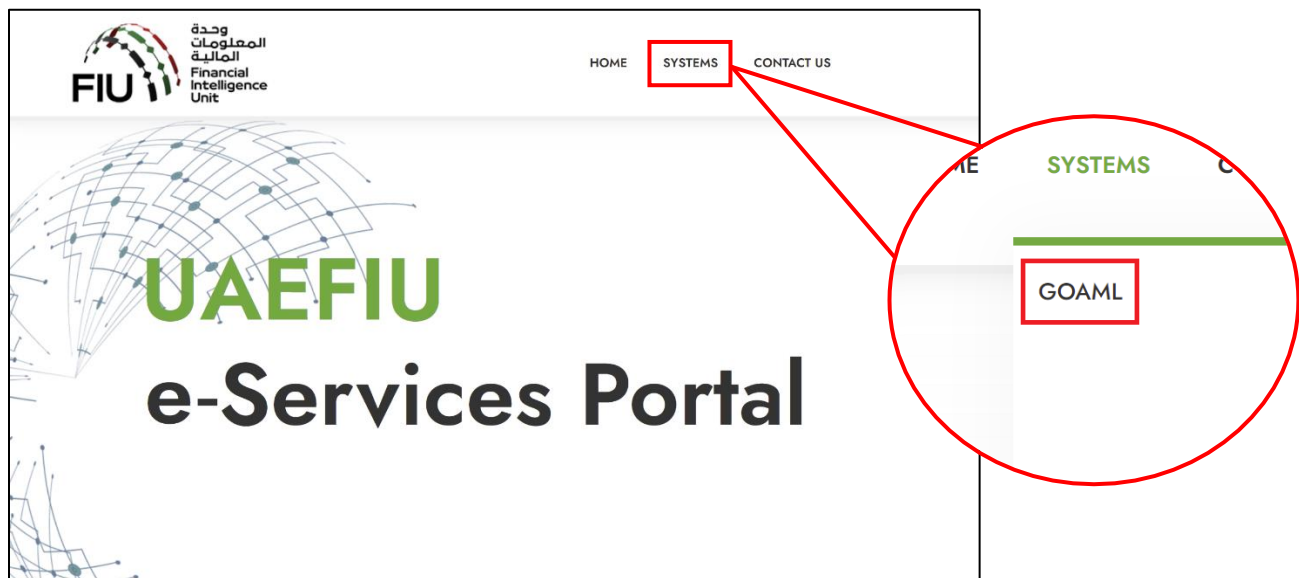 وحدة
المعلومات
المالية
FIU
Financial
Intelligence
Unit
HOME SYSTEMS CONTACT US
UAEFIU
e-Services Portal
ME SYSTEMS C
GOAML